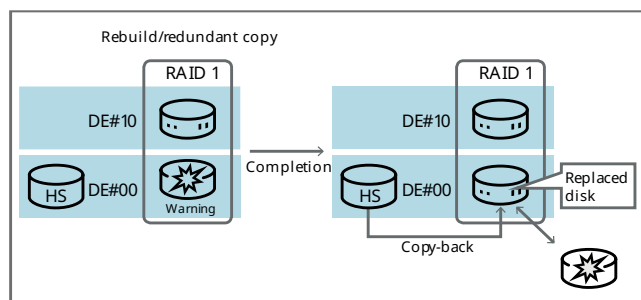 Rebuild/redundant copy
RAID 1
DE#10
HS
DE#00
Warning
Completion
RAID 1
DE#10
HS
DE#00
Replaced
disk
Copy-back